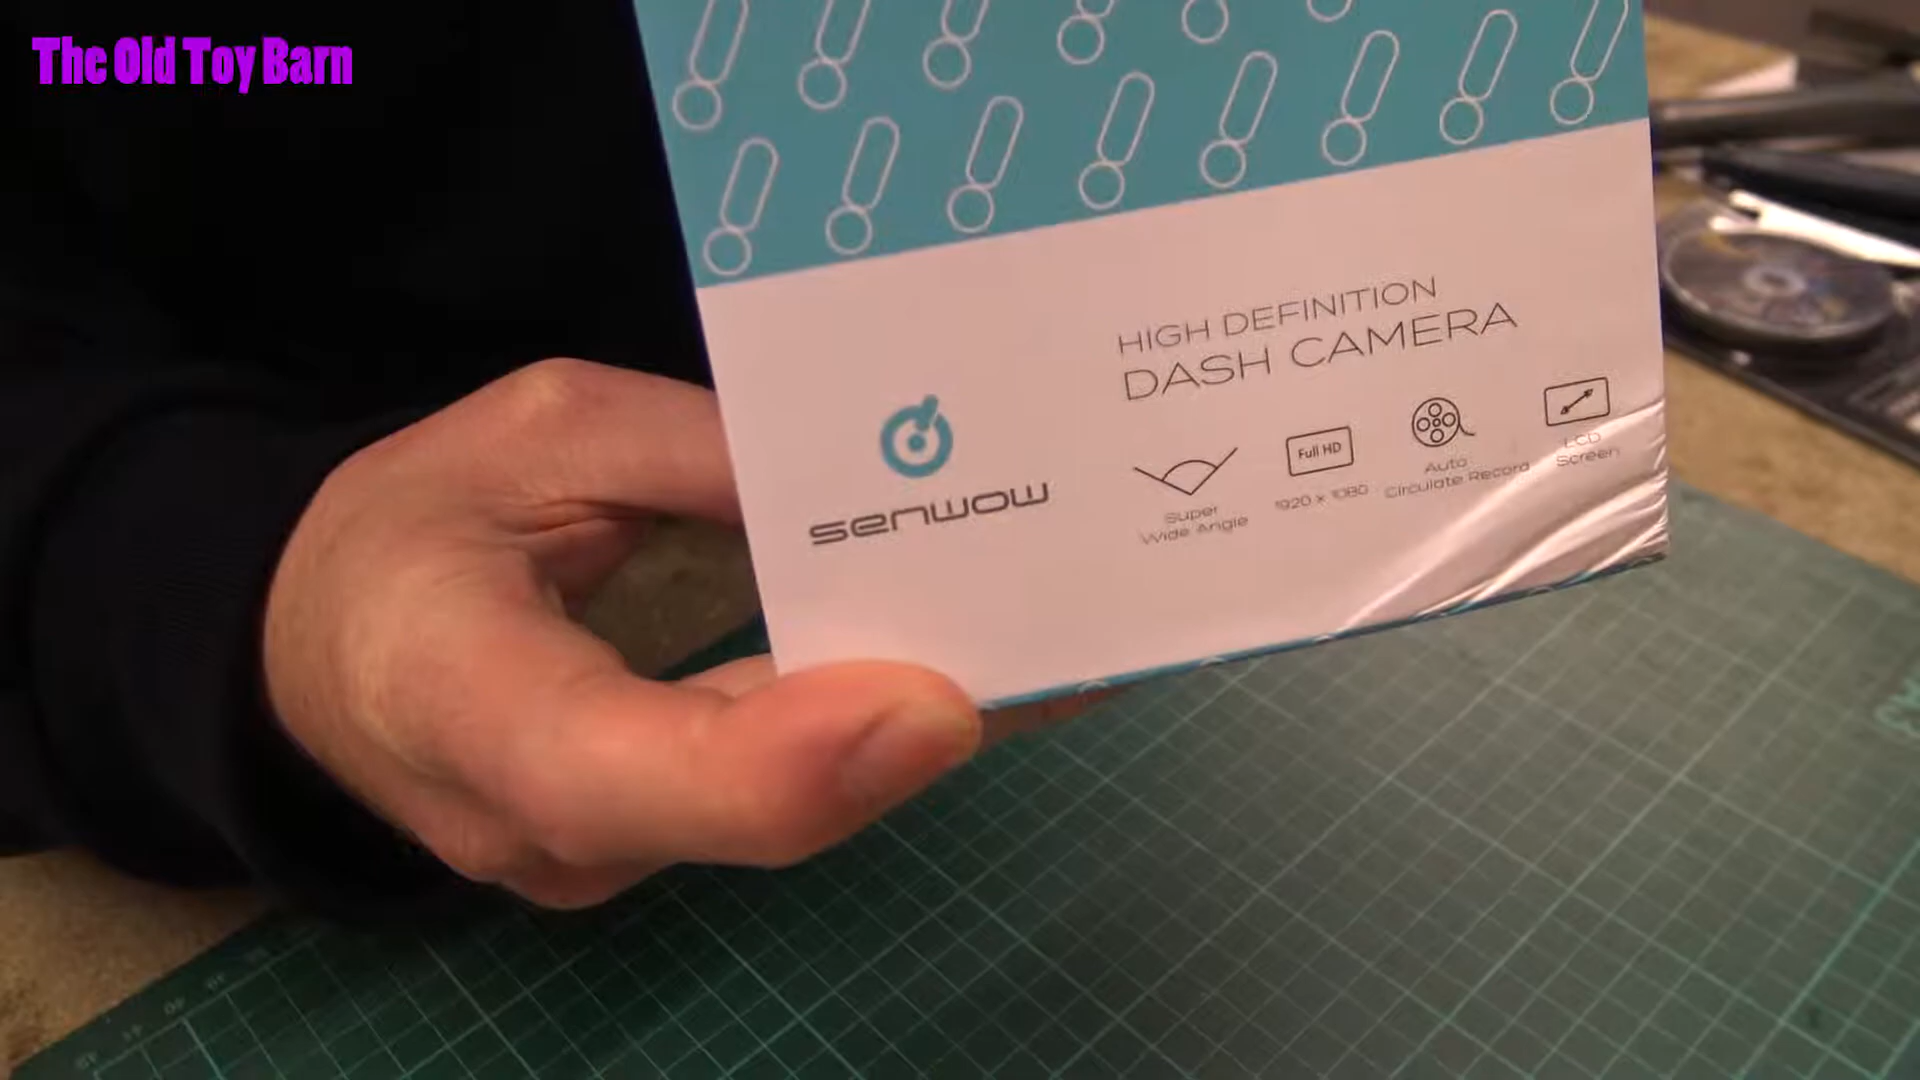 The Old Toy Barn
HIGH DEFINITION
DASH CAMERA
senwow
Super
Wide Angle
Full HD
1920 x 1080
Auto
Circulate Record
LCD
Screen